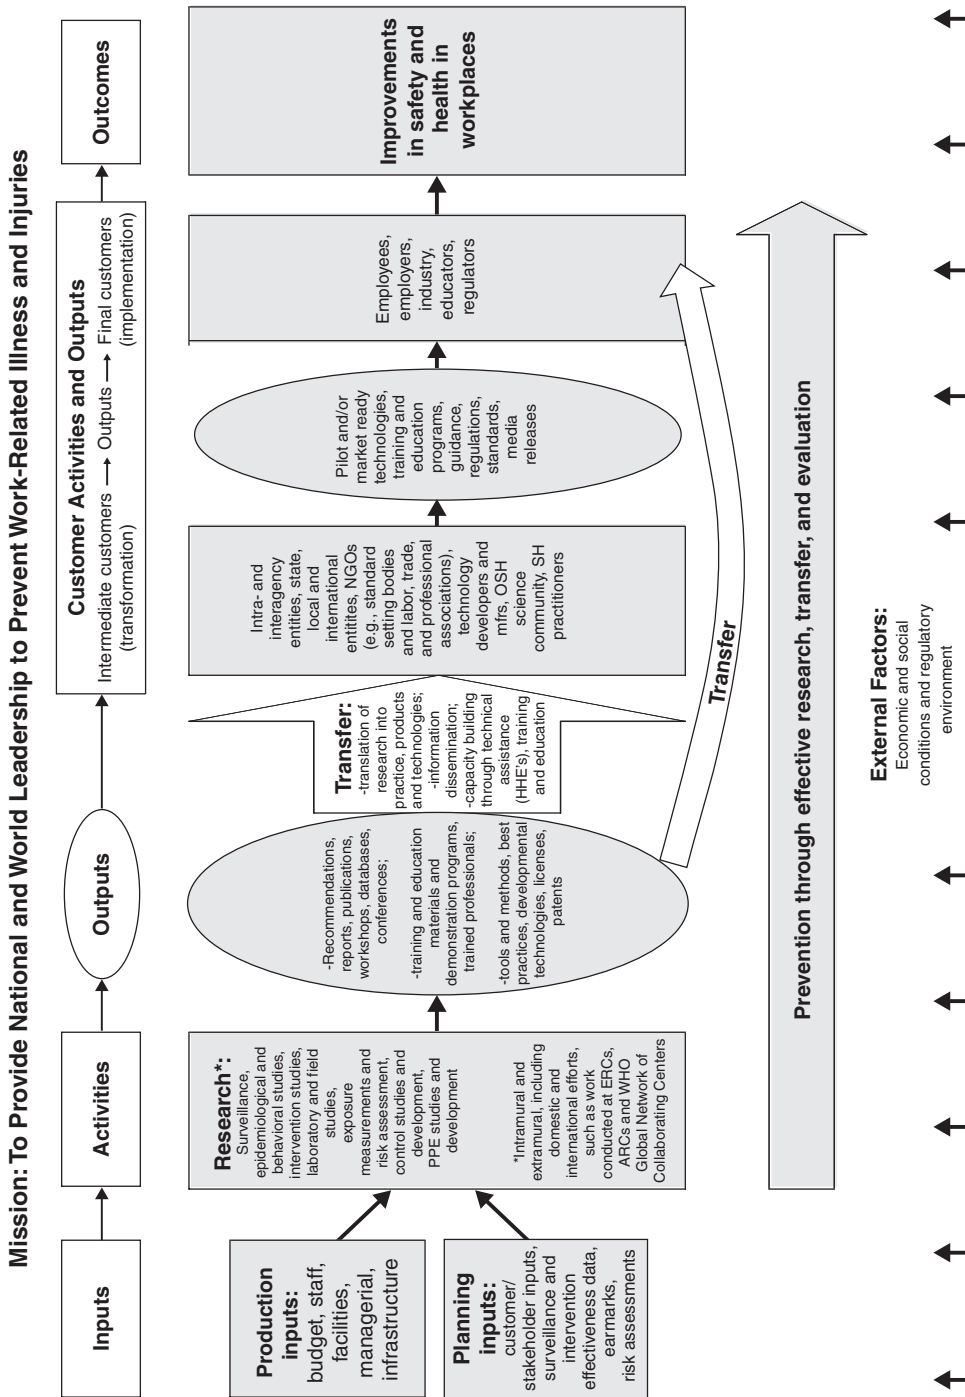 Mission: To Provide National and World Leadership to Prevent Work-Related Illness and Injuries
Inputs
Activities
Outputs
Customer Activities and Outputs
Intermediate customers → Outputs → Final customers
(transformation) (implementation)
Outcomes
Production
inputs:
budget, staff,
facilities,
managerial,
infrastructure
Planning
inputs:
customer/
stakeholder inputs,
surveillance and
intervention
effectiveness data,
earmarks,
risk assessments
Research*:
Surveillance,
epidemiological and
behavioral studies,
intervention studies,
laboratory and field
studies,
exposure
measurements and
risk assessment,
control studies and
development,
PPE studies and
development
*Intramural and
extramural, including
domestic and
international efforts,
such as work
conducted at ERCs,
ARCs and WHO
Global Network of
Collaborating Centers
-Recommendations,
reports, publications,
workshops, databases,
conferences;
-training and education
materials and
demonstration programs,
trained professionals;
-tools and methods, best
practices, developmental
technologies, licenses,
patents
Transfer:
-translation of
research into
practice, products
and technologies;
-information
dissemination;
-capacity building
through technical
assistance
(HHE's), training
and education
Intra- and
interagency
entities, state,
local and
international
entitites, NGOs
(e.g., standard
setting bodies
and labor, trade,
and professional
associations),
technology
developers and
mfrs, OSH
science
community, SH
practitioners
Pilot and/or
market ready
technologies,
training and
education
programs,
guidance,
regulations,
standards,
media
releases
Employees,
employers,
industry,
educators,
regulators
Improvements
in safety and
health in
workplaces
Transfer
Prevention through effective research, transfer, and evaluation
External Factors:
Economic and social
conditions and regulatory
environment